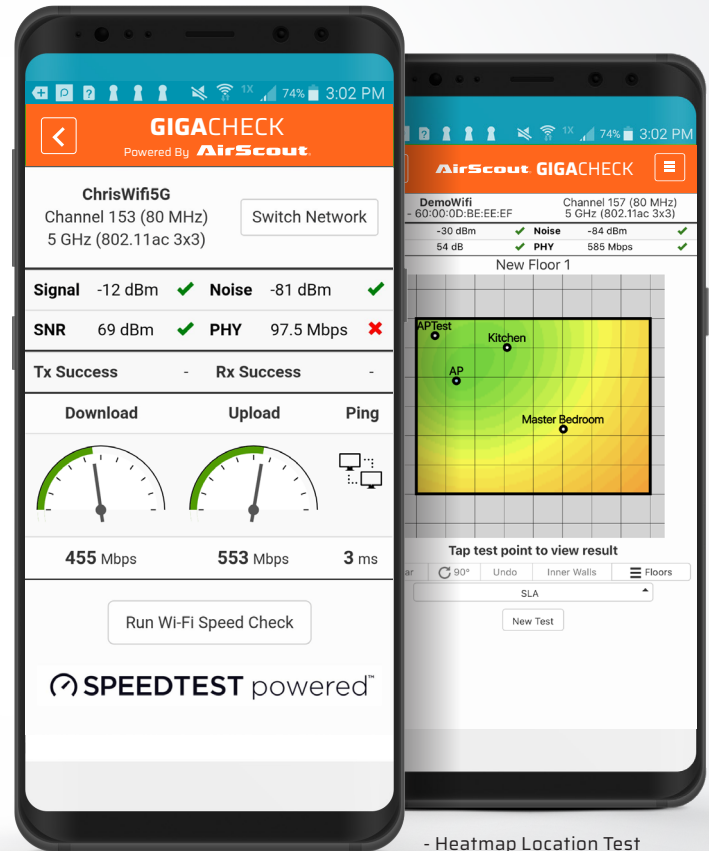 1X 74% 3:02 PM
GIGACHECK
Powered By AirScout.
ChrisWifi5G
Channel 153 (80 MHz)
5 GHz (802.11ac 3x3)
Switch Network
Signal -12 dBm Noise -81 dBm
SNR 69 dBm PHY 97.5 Mbps
Tx Success - Rx Success -
Download Upload Ping
455 Mbps 553 Mbps 3 ms
Run Wi-Fi Speed Check
SPEEDTEST powered™
1X 74% 3:02 PM
AirScout GIGACHECK
DemoWifi
- 60:00:0D:BE:EE:EF
Channel 157 (80 MHz)
5 GHz (802.11ac 3x3)
-30 dBm Noise -84 dBm
54 dB PHY 585 Mbps
New Floor 1
APTest
Kitchen
AP
Master Bedroom
Tap test point to view result
90° Undo Inner Walls Floors
SLA
New Test
- Heatmap Location Test